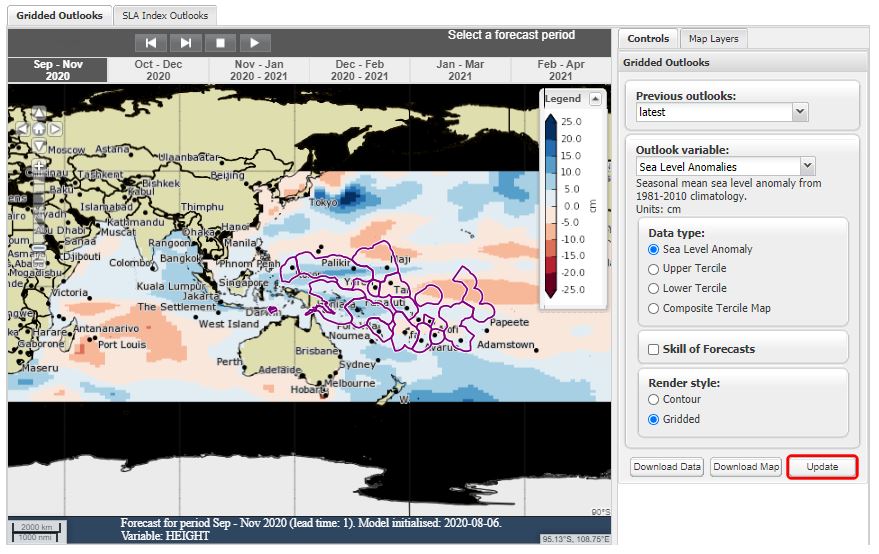 Gridded Outlooks
SLA Index Outlooks
Select a forecast period
Sep - Nov
2020
Oct - Dec
2020
Nov - Jan
2020 - 2021
Dec - Feb
2020 - 2021
Jan - Mar
2021
Feb - Apr
2021
Legend
25.0
20.0
15.0
10.0
5.0
0.0
-5.0
-10.0
-15.0
-20.0
-25.0
cm
Moscow
Astana
Ulaanbaatar
Tashkent
Bishkek
Beijing
Baku
Kabul
Tokyo
Islamabad
Thimphu
Kathmandu
Abu Dhabi
Muscat
Dhaka
Hanoi
Sanaa
Rangoon
Manila
Djibouti
Bangkok
Phnom Penh
Palikir
Colombo
Mogadishu
Kuala Lumpur
Singapore
Victoria
Jakarta
The Settlement
West Island
Honiara
Antananarivo
Harare
Port Louis
Gaborone
Noumea
Papeete
Avarua
Adamstown
Maseru
Perth
Brisbane
Sydney
Adelaide
Melbourne
Hobart
W
90°S
2000 km
1000 nmi
Forecast for period Sep - Nov 2020 (lead time: 1). Model initialised: 2020-08-06.
Variable: HEIGHT
95.13°S, 108.75°E
Controls
Map Layers
Gridded Outlooks
Previous outlooks:
latest
Outlook variable:
Sea Level Anomalies
Seasonal mean sea level anomaly from
1981-2010 climatology.
Units: cm
Data type:
Sea Level Anomaly
Upper Tercile
Lower Tercile
Composite Tercile Map
Skill of Forecasts
Render style:
Contour
Gridded
Download Data
Download Map
Update